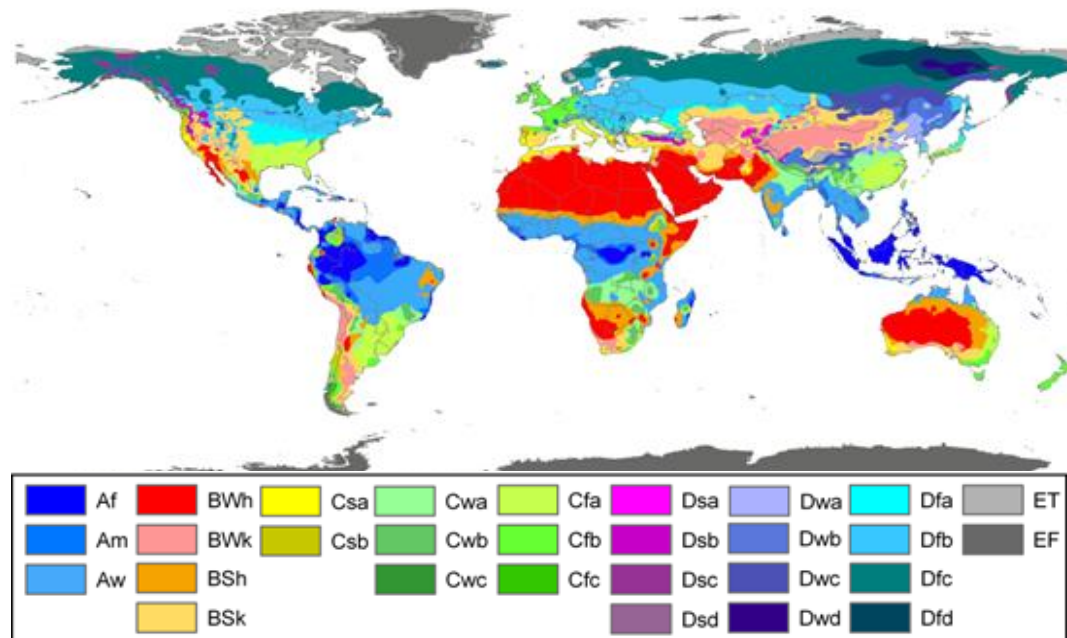 Af BWh Csa Cwa Cfa Dsa Dwa Dfa ET
Am BWk Csb Cwb Cfb Dsb Dwb Dfb EF
Aw BSh Cwc Cfc Dsc Dwc Dfc
BSk Dsd Dwd Dfd